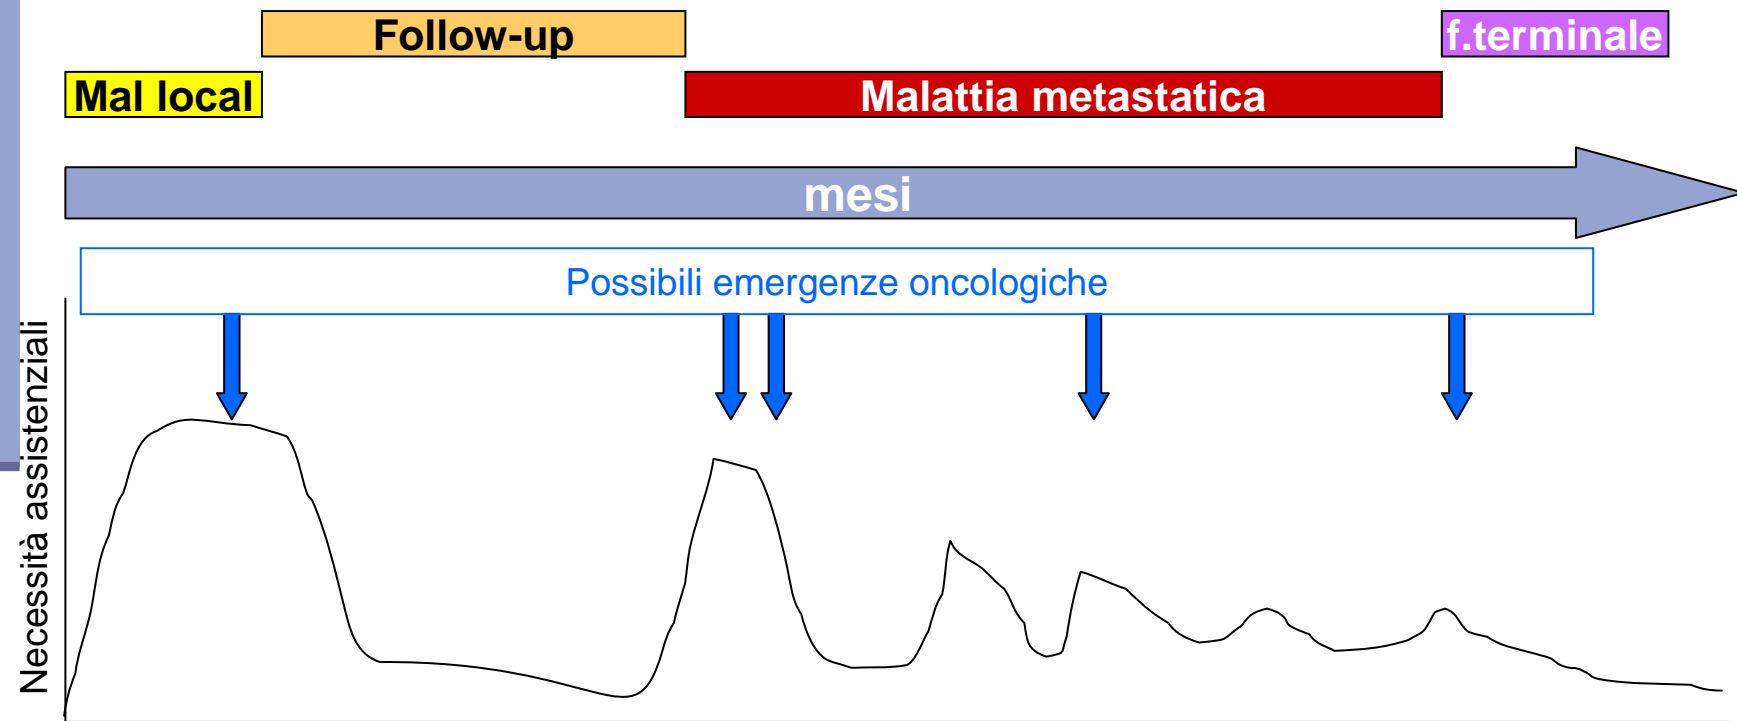 Follow-up
f.terminale
Mal local
Malattia metastatica
mesi
Possibili emergenze oncologiche
Necessità assistenziali